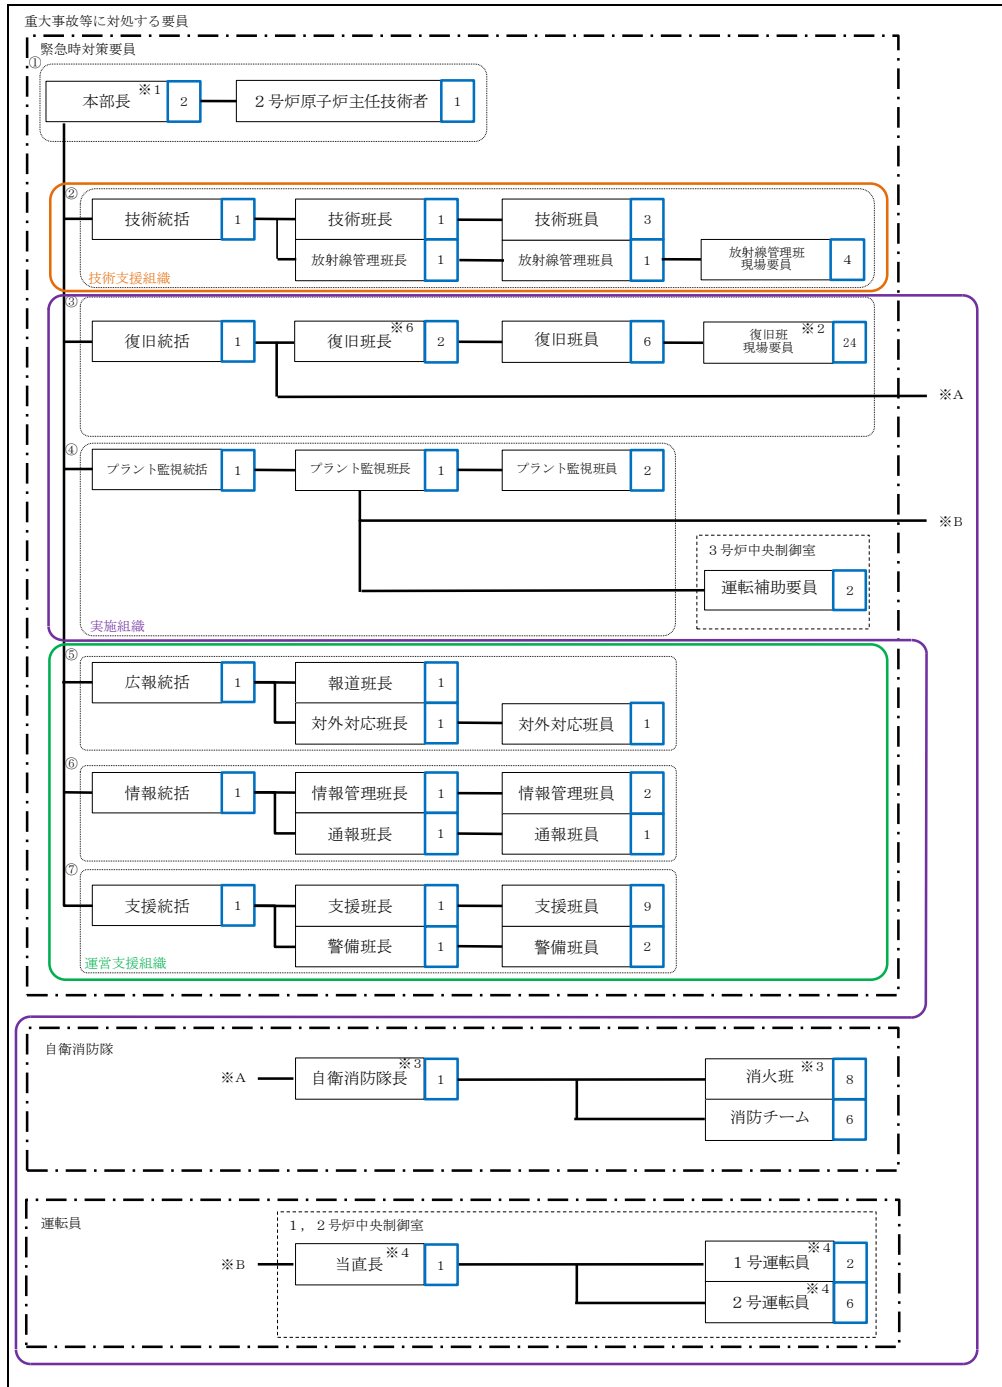 重大事故等に対処する要員
緊急時対策要員
①
本部長 ※1 2 2号炉原子炉主任技術者 1
②
技術統括 1 技術班長 1 技術班員 3
放射線管理班長 1 放射線管理班員 1 放射線管理班
現場要員 4
技術支援組織
③
復旧統括 1 復旧班長 ※6 2 復旧班員 6 復旧班 ※2
現場要員 24
※A
④
プラント監視統括 1 プラント監視班長 1 プラント監視班員 2
※B
3号炉中央制御室
運転補助要員 2
実施組織
⑤
広報統括 1 報道班長 1
対外対応班長 1 対外対応班員 1
⑥
情報統括 1 情報管理班長 1 情報管理班員 2
通報班長 1 通報班員 1
⑦
支援統括 1 支援班長 1 支援班員 9
警備班長 1 警備班員 2
運営支援組織
自衛消防隊
※A 自衛消防隊長 ※3 1 消火班 ※3 8
消防チーム 6
運転員
1,2号炉中央制御室
※B 当直長 ※4 1 1号運転員 ※4 2
2号運転員 ※4 6